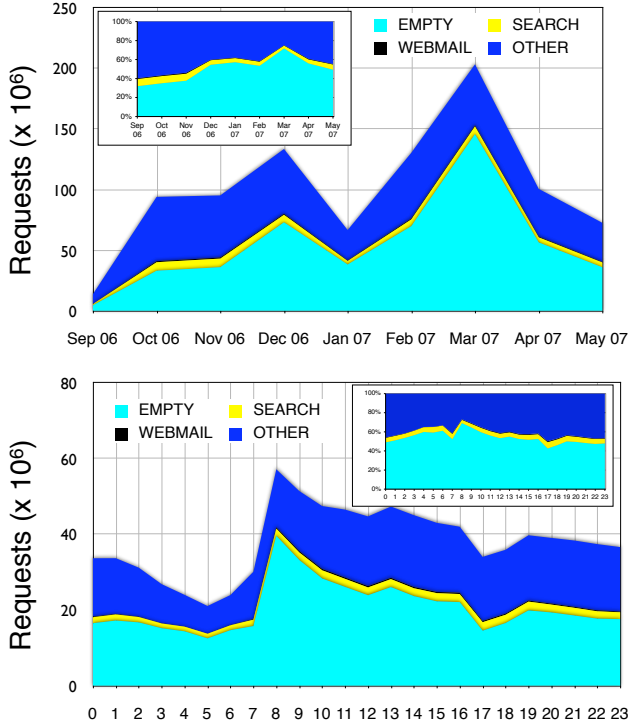 250
200
150
100
50
0
Requests (x 10⁶)
EMPTY SEARCH
WEBMAIL OTHER
100%
80%
60%
40%
20%
0%
Sep Oct Nov Dec Jan Feb Mar Apr May
06 06 06 06 07 07 07 07 07
Sep 06 Oct 06 Nov 06 Dec 06 Jan 07 Feb 07 Mar 07 Apr 07 May 07
80
60
40
20
0
Requests (x 10⁶)
EMPTY SEARCH
WEBMAIL OTHER
100%
80%
60%
40%
20%
0%
0 1 2 3 4 5 6 7 8 9 10 11 12 13 14 15 16 17 18 19 20 21 22 23
0 1 2 3 4 5 6 7 8 9 10 11 12 13 14 15 16 17 18 19 20 21 22 23